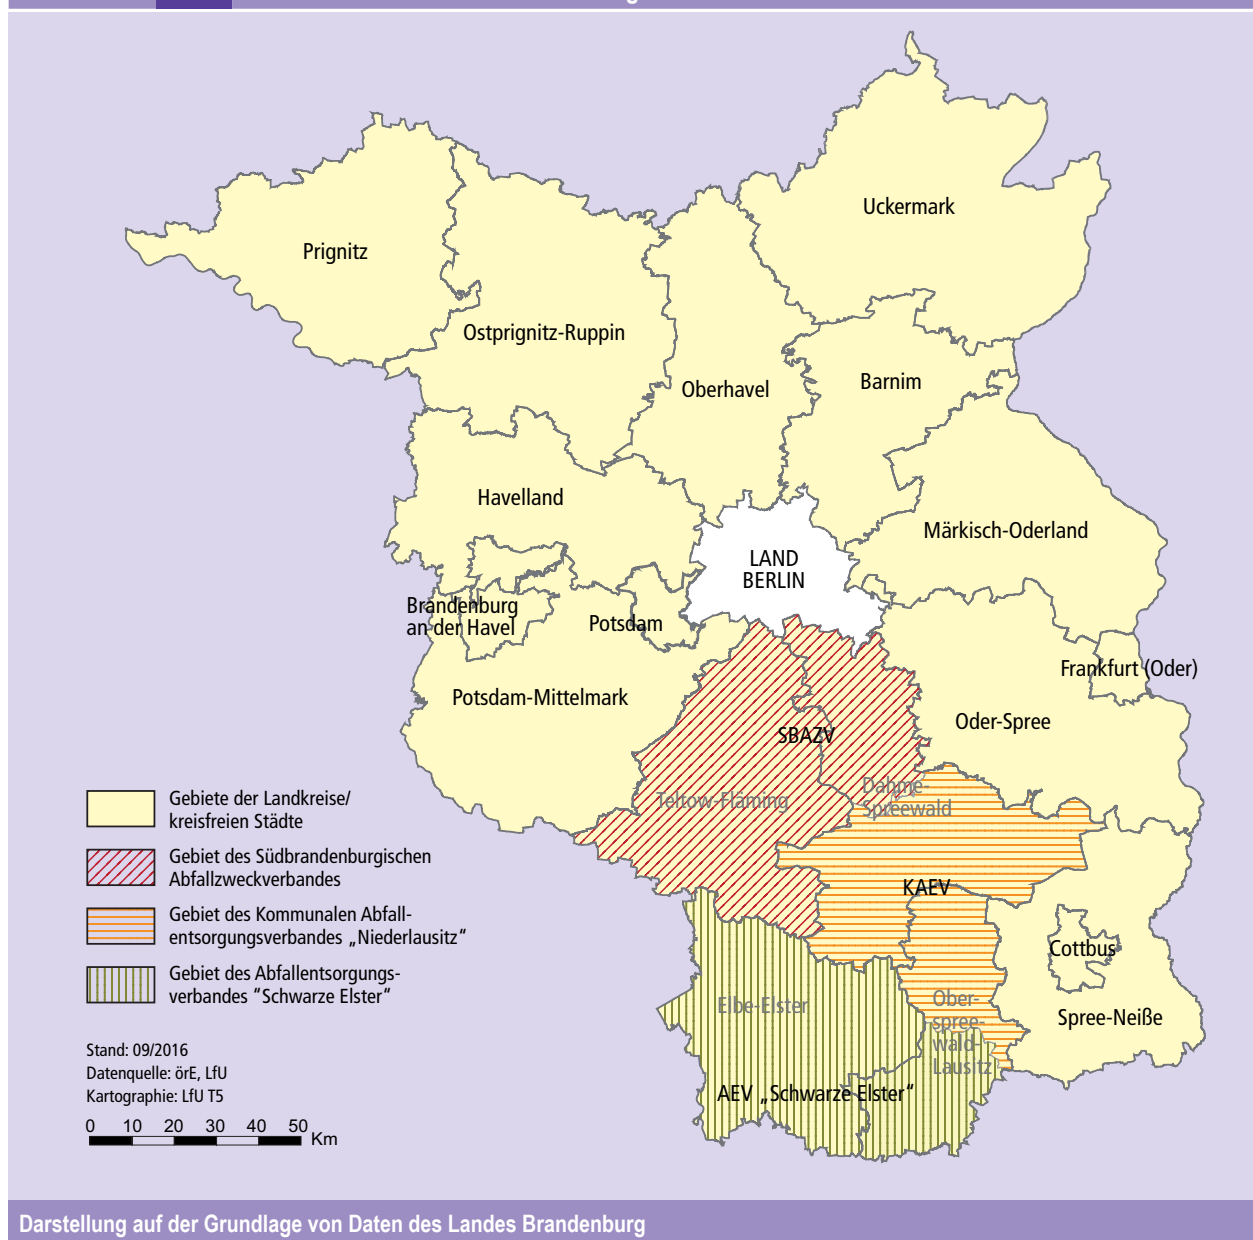 Prignitz
Uckermark
Ostprignitz-Ruppin
Oberhavel
Barnim
Havelland
Märkisch-Oderland
LAND
BERLIN
Brandenburg
an der Havel
Potsdam
Frankfurt (Oder)
Potsdam-Mittelmark
Oder-Spree
SBAZV
Teltow-Fläming
Dahme-
Spreewald
KAEV
Cottbus
Elbe-Elster
Ober-
spree-
wald-
Lausitz
Spree-Neiße
AEV „Schwarze Elster“
Gebiete der Landkreise/
kreisfreien Städte
Gebiet des Südbrandenburgischen
Abfallzweckverbandes
Gebiet des Kommunalen Abfall-
entsorgungsverbandes „Niederlausitz“
Gebiet des Abfallentsorgungs-
verbandes “Schwarze Elster”
Stand: 09/2016
Datenquelle: örE, LfU
Kartographie: LfU T5
0 10 20 30 40 50 Km
Darstellung auf der Grundlage von Daten des Landes Brandenburg